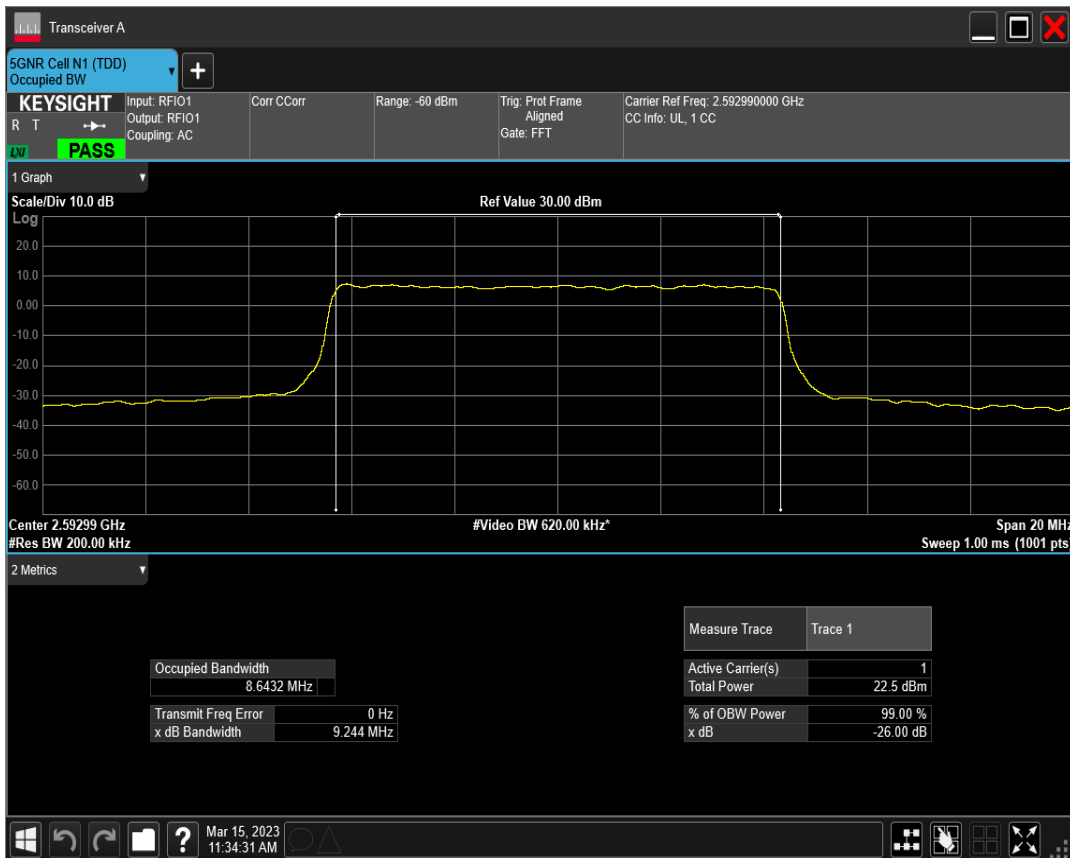 Transceiver A
5GNR Cell N1 (TDD)
Occupied BW
+
KEYSIGHT
R T
LXI
PASS
Input: RFIO1
Output: RFIO1
Coupling: AC
Corr CCorr
Range: -60 dBm
Trig: Prot Frame
Aligned
Gate: FFT
Carrier Ref Freq: 2.592990000 GHz
CC Info: UL, 1 CC
1 Graph
Scale/Div 10.0 dB
Ref Value 30.00 dBm
Log
20.0
10.0
0.00
-10.0
-20.0
-30.0
-40.0
-50.0
-60.0
Center 2.59299 GHz
#Video BW 620.00 kHz*
Span 20 MHz
#Res BW 200.00 kHz
Sweep 1.00 ms (1001 pts)
2 Metrics
Measure Trace Trace 1
Occupied Bandwidth
8.6432 MHz
Active Carrier(s) 1
Total Power 22.5 dBm
Transmit Freq Error 0 Hz
x dB Bandwidth 9.244 MHz
% of OBW Power 99.00 %
x dB -26.00 dB
?
Mar 15, 2023
11:34:31 AM